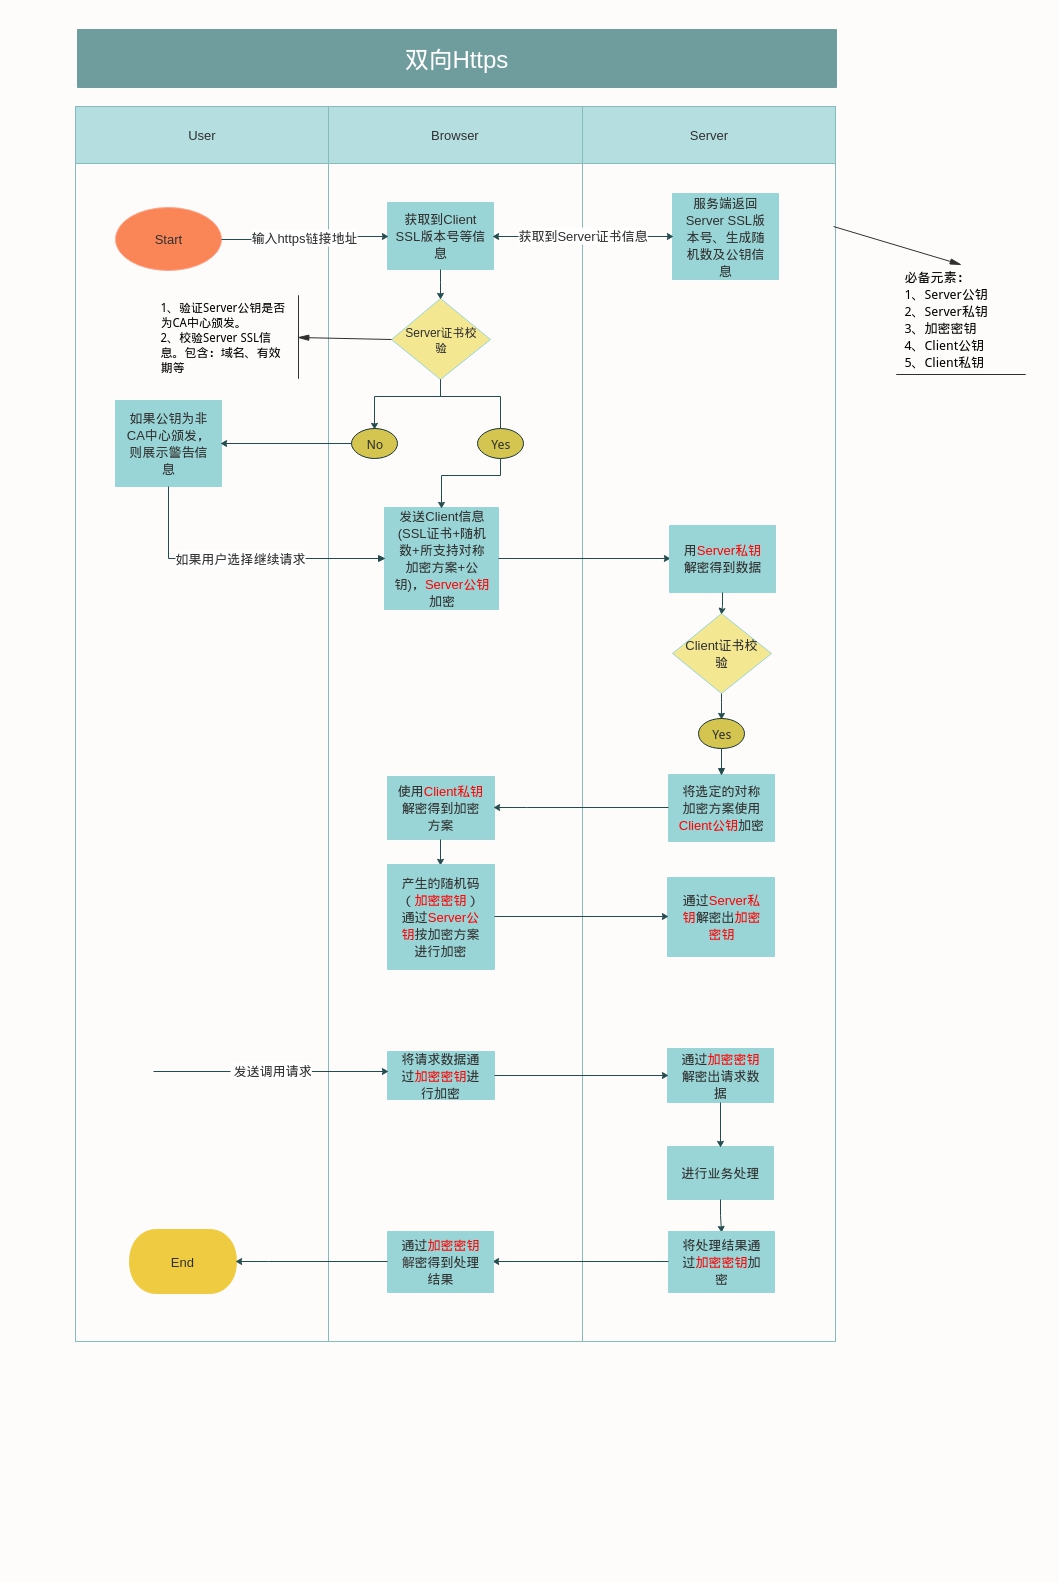 双向Https
User
Browser
Server
Start
输入https链接地址
获取到Client
SSL版本号等信
息
获取到Server证书信息
服务端返回
Server SSL版
本号、生成随
机数及公钥信
息
必备元素：
1、Server公钥
2、Server私钥
3、加密密钥
4、Client公钥
5、Client私钥
1、验证Server公钥是否
为CA中心颁发。
2、校验Server SSL信
息。包含：域名、有效
期等
Server证书校
验
如果公钥为非
CA中心颁发，
则展示警告信
息
No
Yes
如果用户选择继续请求
发送Client信息
(SSL证书+随机
数+所支持对称
加密方案+公
钥)，Server公钥
加密
用Server私钥
解密得到数据
Client证书校
验
Yes
将选定的对称
加密方案使用
Client公钥加密
使用Client私钥
解密得到加密
方案
产生的随机码
（加密密钥）
通过Server公
钥按加密方案
进行加密
通过Server私
钥解密出加密
密钥
发送调用请求
将请求数据通
过加密密钥进
行加密
通过加密密钥
解密出请求数
据
进行业务处理
将处理结果通
过加密密钥加
密
通过加密密钥
解密得到处理
结果
End